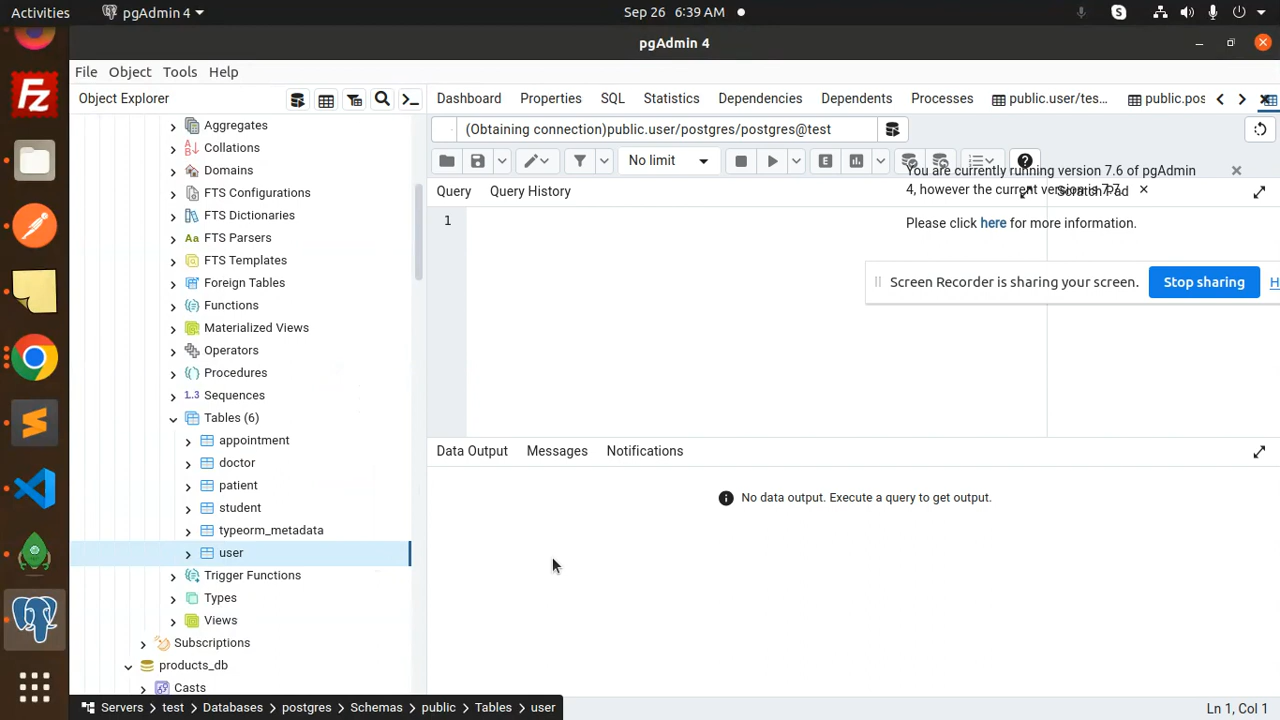 Activities
pgAdmin 4
Sep 26 6:39 AM
pgAdmin 4
File Object Tools Help
Object Explorer
Dashboard Properties SQL Statistics Dependencies Dependents Processes public.user/tes... public.pos
(Obtaining connection)public.user/postgres/postgres@test
No limit
Query Query History
You are currently running version 7.6 of pgAdmin
4, however the current version is 7.7.
Please click here for more information.
1
Screen Recorder is sharing your screen. Stop sharing H
Aggregates
Collations
Domains
FTS Configurations
FTS Dictionaries
Aa FTS Parsers
FTS Templates
Foreign Tables
Functions
Materialized Views
Operators
Procedures
1..3 Sequences
Tables (6)
appointment
doctor
patient
student
typeorm_metadata
user
Trigger Functions
Types
Views
Subscriptions
products_db
Casts
Data Output Messages Notifications
No data output. Execute a query to get output.
Servers > test > Databases > postgres > Schemas > public > Tables > user
Ln 1, Col 1